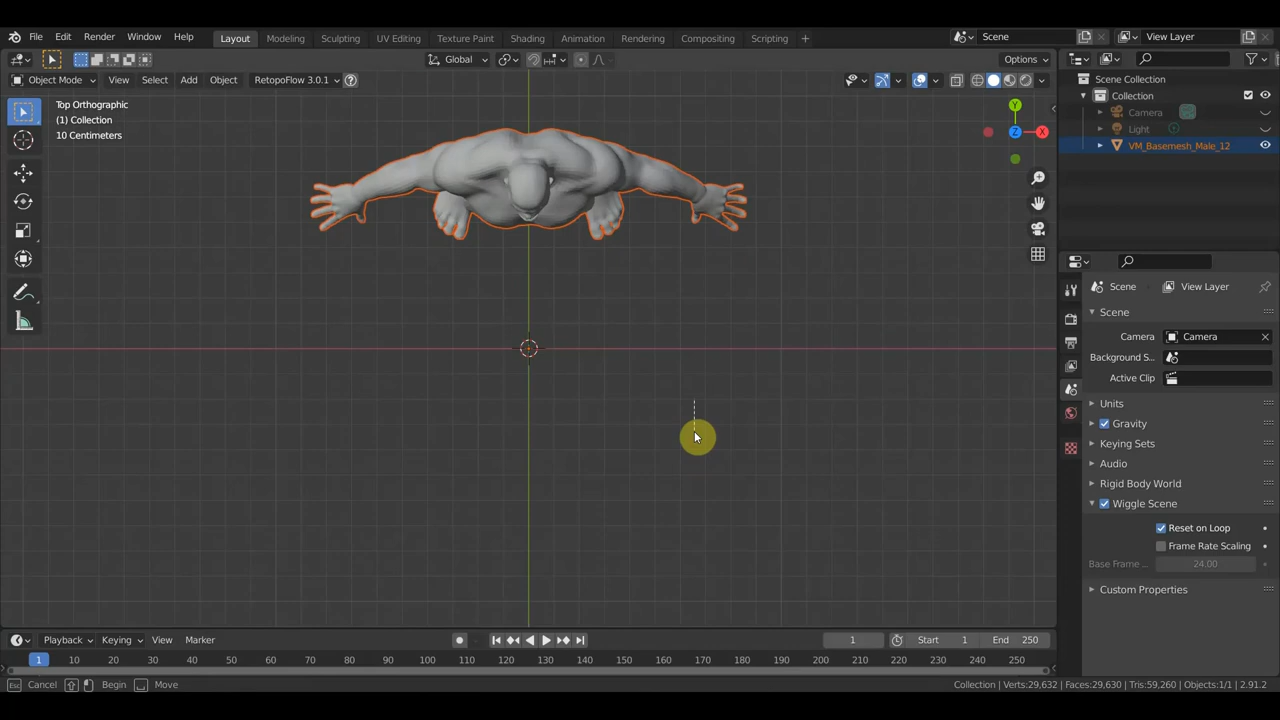 File Edit Render Window Help Layout Modeling Sculpting UV Editing Texture Paint Shading Animation Rendering Compositing Scripting + Scene View Layer
Global Options
Object Mode View Select Add Object RetopoFlow 3.0.1
Top Orthographic
(1) Collection
10 Centimeters
Y
Z
X
Scene Collection
Collection
Camera
Light
VM_Basemesh_Male_12
Scene View Layer
Scene
Camera Camera
Background S...
Active Clip
Units
Gravity
Keying Sets
Audio
Rigid Body World
Wiggle Scene
Reset on Loop
Frame Rate Scaling
Base Frame ... 24.00
Custom Properties
Playback Keying View Marker 1 Start 1 End 250
1 10 20 30 40 50 60 70 80 90 100 110 120 130 140 150 160 170 180 190 200 210 220 230 240 250
Cancel Begin Move Collection | Verts:29,632 | Faces:29,630 | Tris:59,260 | Objects:1/1 | 2.91.2